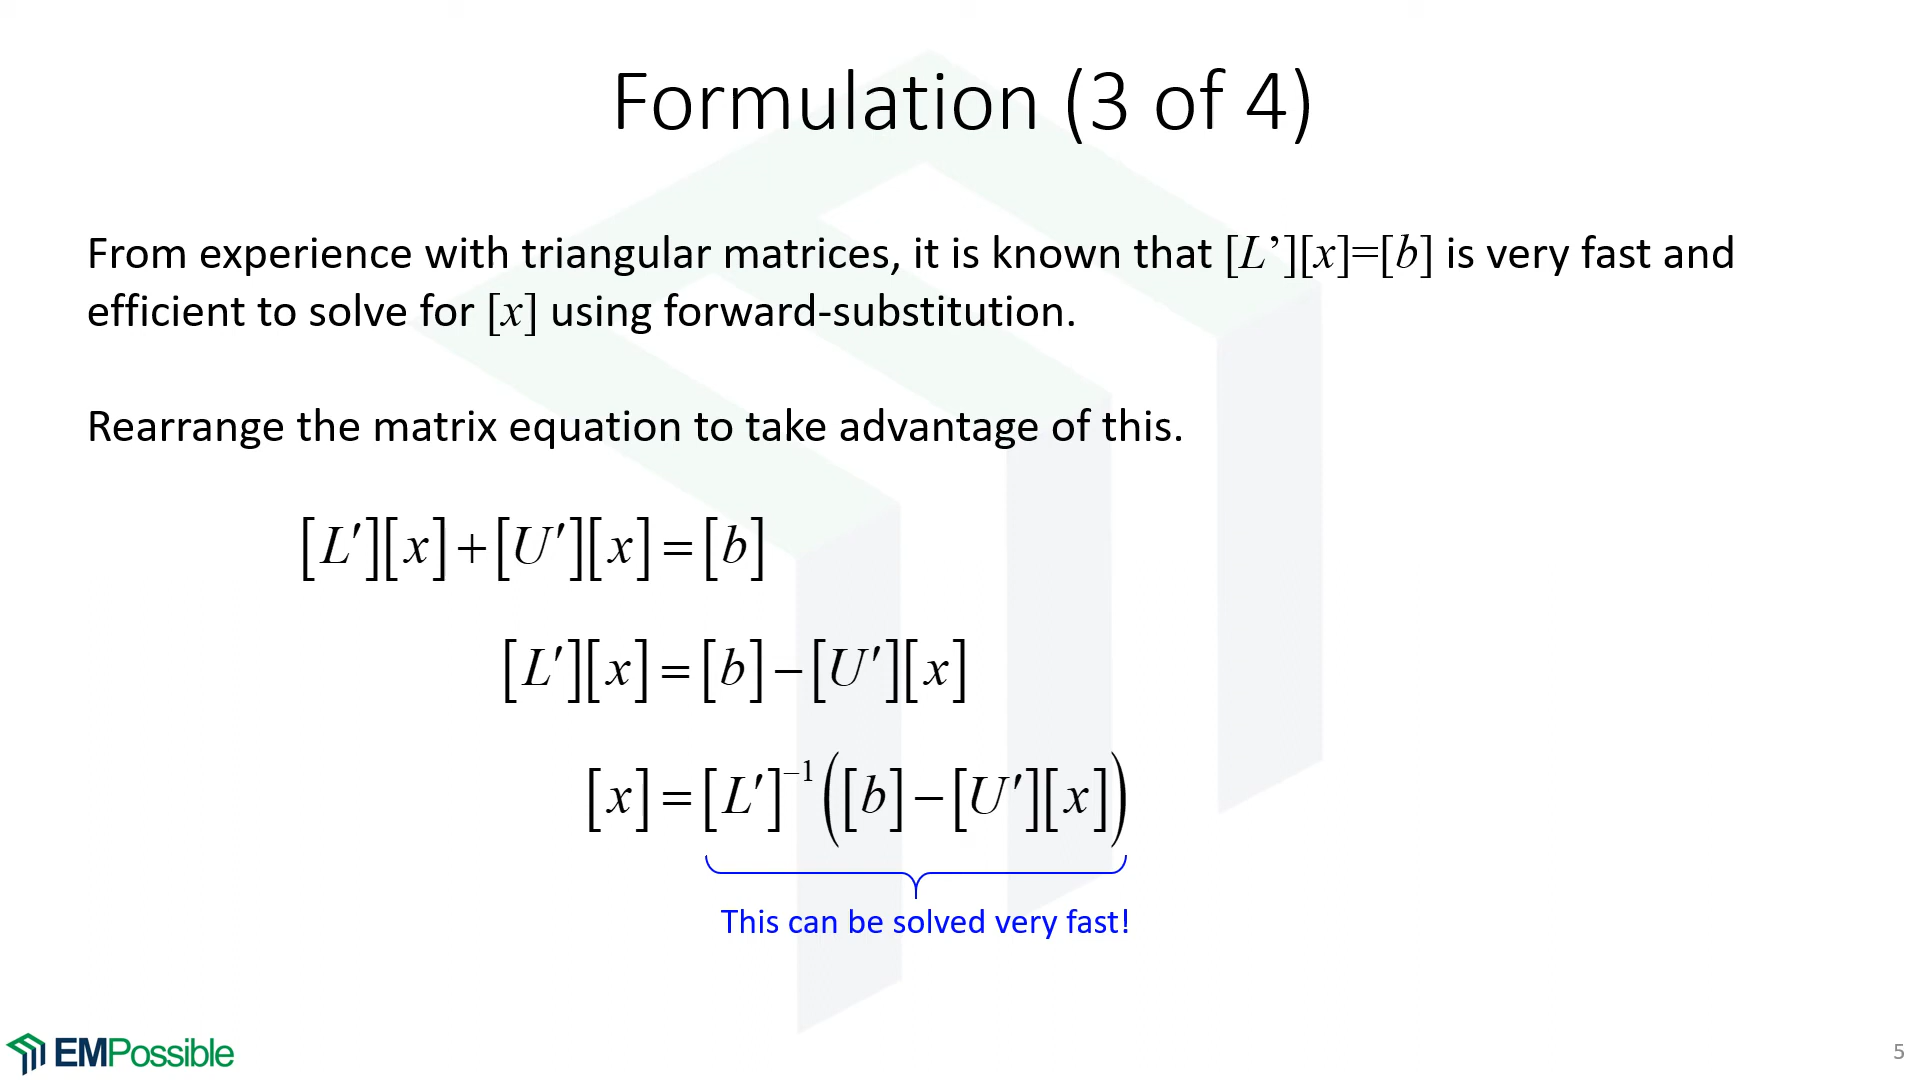 Formulation (3 of 4)
From experience with triangular matrices, it is known that [L’][x]=[b] is very fast and
efficient to solve for [x] using forward-substitution.
Rearrange the matrix equation to take advantage of this.
[L′][x]+[U′][x]=[b]
[L′][x]=[b]−[U′][x]
[x]=[L′]⁻¹([b]−[U′][x])
This can be solved very fast!
EMPossible
5